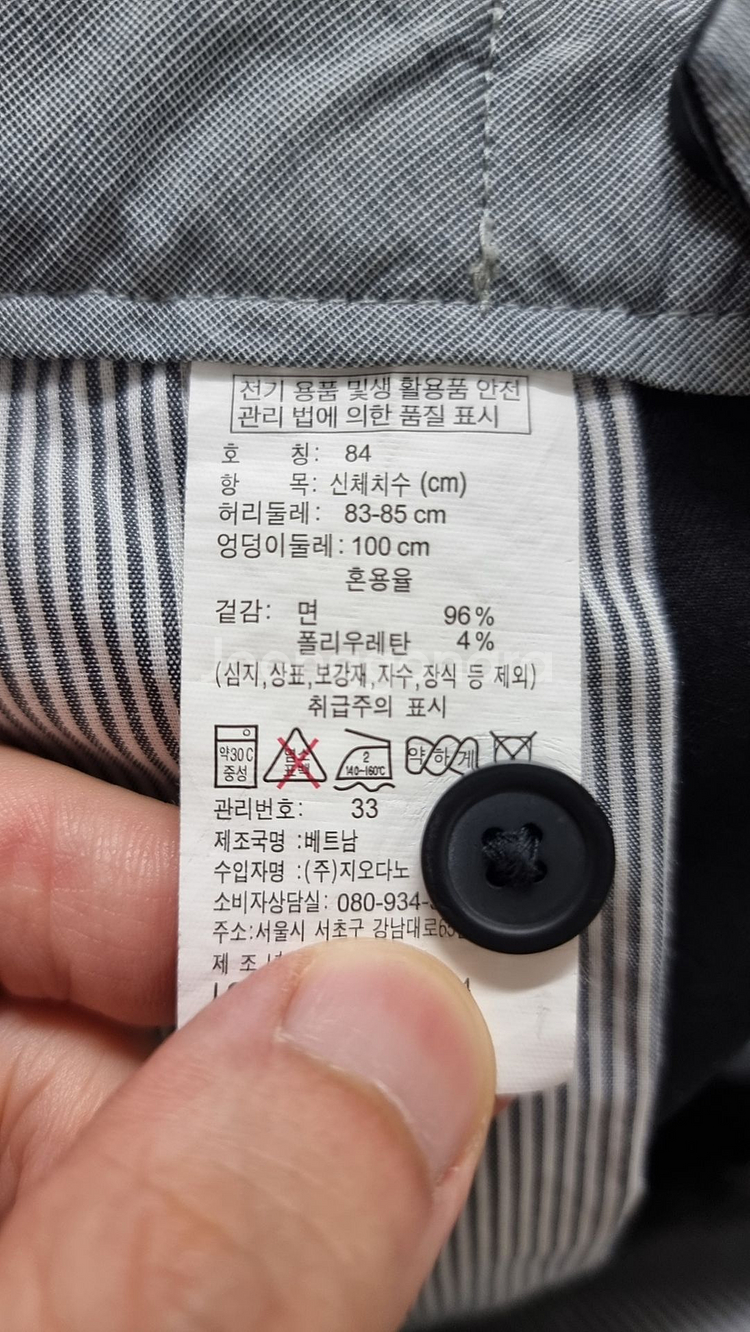 전기 용품 및생 활용품 안전
관리 법에 의한 품질 표시
호 칭: 84
항 목: 신체치수 (cm)
허리둘레: 83-85 cm
엉덩이둘레: 100 cm
혼용율
겉감: 면 96%
폴리우레탄 4%
(심지,상표,보강재,자수,장식 등 제외)
취급주의 표시
약30℃ 중성 염소 표백 2 140~160℃ 약하게
관리번호: 33
제조국명 :베트남
수입자명 :(주)지오다노
소비자상담실: 080-934-
주소:서울시 서초구 강남대로
제 조